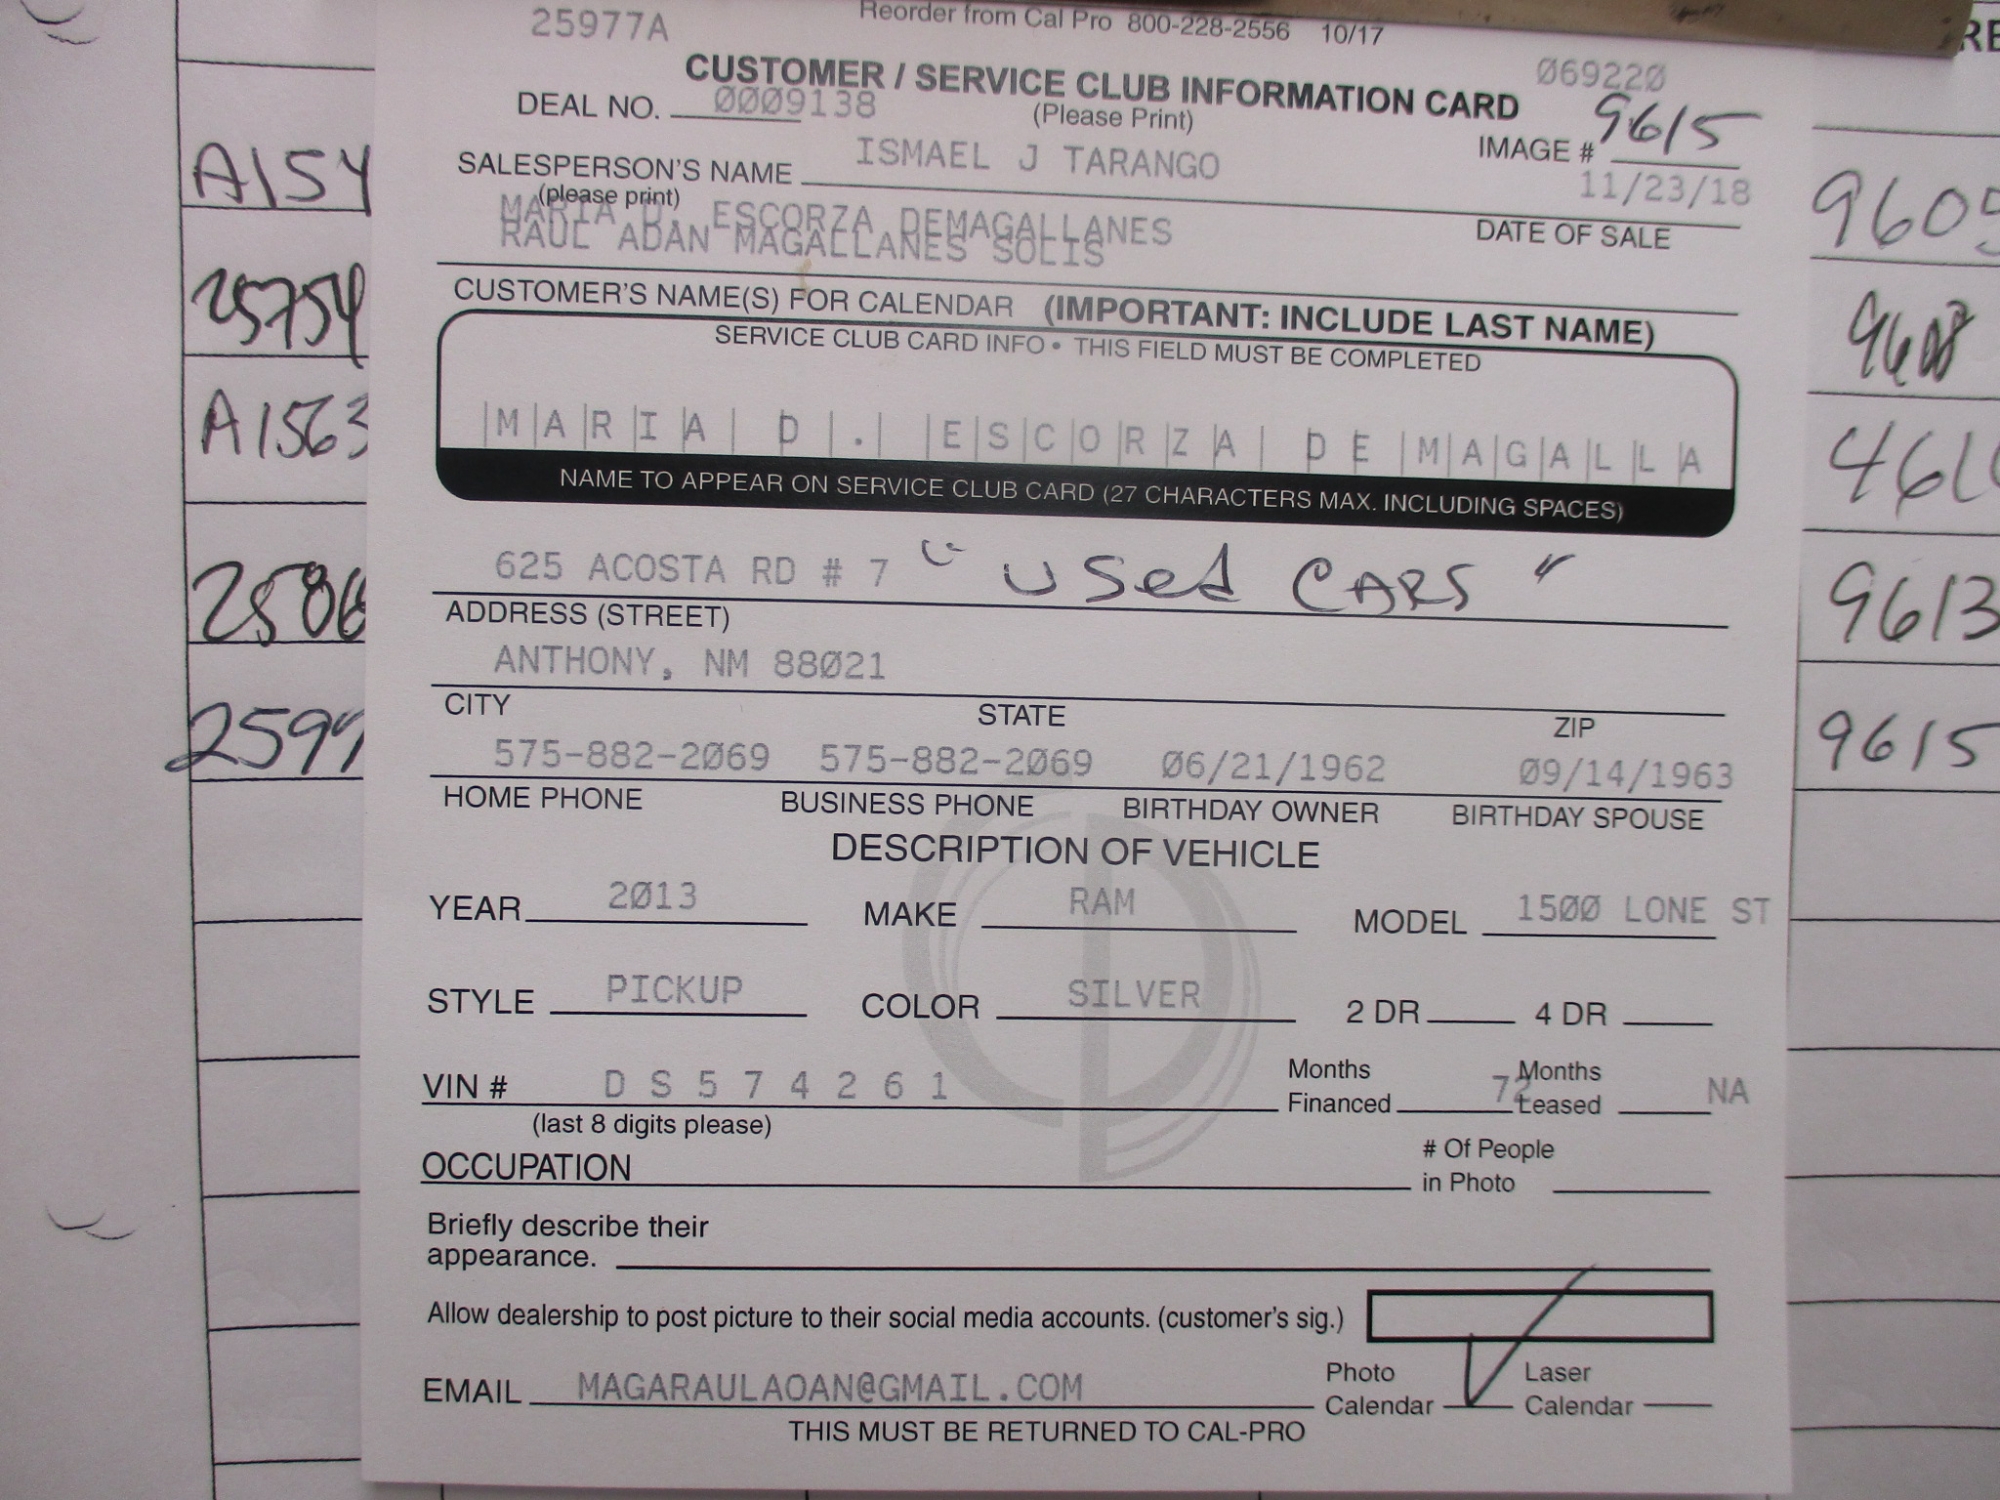 25977A
Reorder from Cal Pro 800-228-2556 10/17
069220
CUSTOMER / SERVICE CLUB INFORMATION CARD
DEAL NO. 0009138
(Please Print)
IMAGE # 9615
SALESPERSON'S NAME ISMAEL J TARANGO
(please print)
11/23/18
DATE OF SALE
MARIA D. ESCORZA DEMAGALLANES
RAUL ADAN MAGALLANES SOLIS
CUSTOMER'S NAME(S) FOR CALENDAR (IMPORTANT: INCLUDE LAST NAME)
SERVICE CLUB CARD INFO • THIS FIELD MUST BE COMPLETED
MARIA D. ESCORZA DE MAGALLA
NAME TO APPEAR ON SERVICE CLUB CARD (27 CHARACTERS MAX. INCLUDING SPACES)
625 ACOSTA RD # 7 "USed CARS"
ADDRESS (STREET)
ANTHONY, NM 88021
CITY STATE ZIP
575-882-2069 575-882-2069 06/21/1962 09/14/1963
HOME PHONE BUSINESS PHONE BIRTHDAY OWNER BIRTHDAY SPOUSE
DESCRIPTION OF VEHICLE
YEAR 2013 MAKE RAM MODEL 1500 LONE ST
STYLE PICKUP COLOR SILVER 2 DR 4 DR
VIN # D S 5 7 4 2 6 1 Months Financed 72 Months Leased NA
(last 8 digits please)
OCCUPATION # Of People in Photo
Briefly describe their
appearance.
Allow dealership to post picture to their social media accounts. (customer's sig.)
EMAIL MAGARAULAOAN@GMAIL.COM Photo Calendar Laser Calendar
THIS MUST BE RETURNED TO CAL-PRO
A154
25754
A1563
2586
2597
RE
9605
9608
461
9613
9615